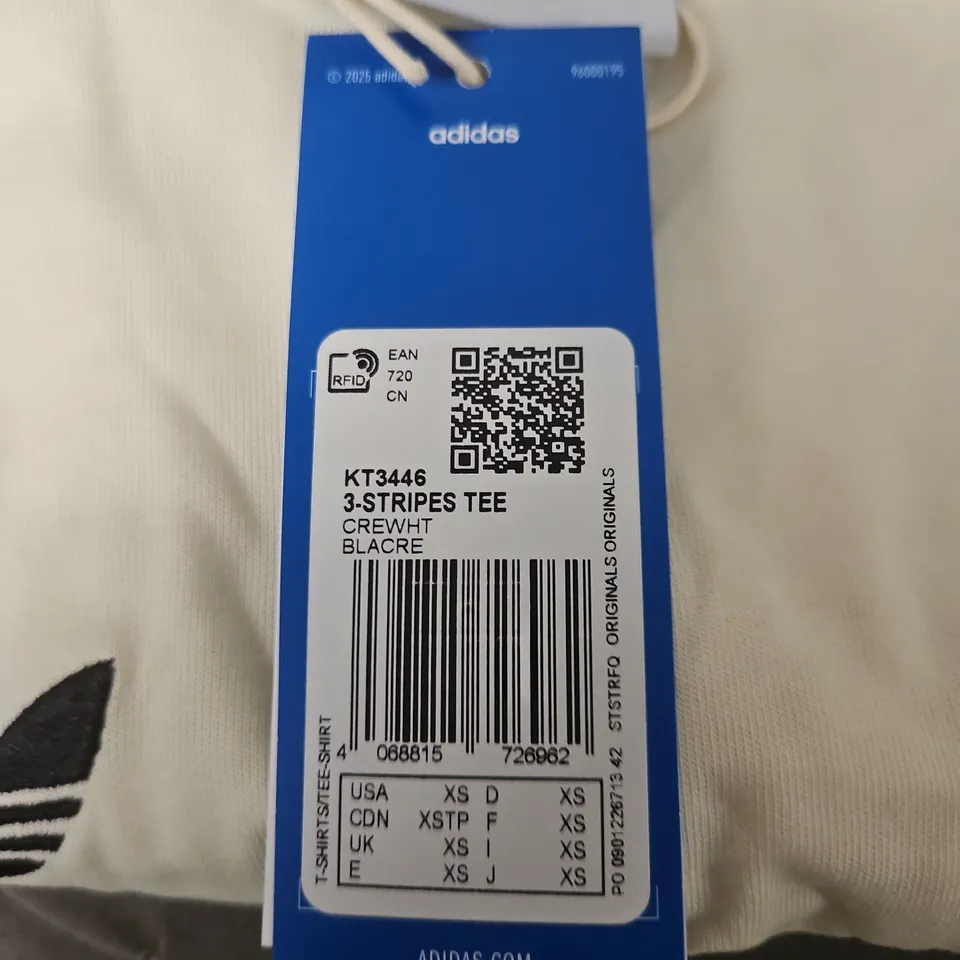 © 2025 adidas
96000195
adidas
RFID
EAN
720
CN
KT3446
3-STRIPES TEE
CREWHT
BLACRE
4 068815 726962
T-SHIRTS/TEE-SHIRT
PO 0901226713 42 STSTRFQ ORIGINALS ORIGINALS
USA XS D XS
CDN XSTP F XS
UK XS I XS
E XS J XS
ADIDAS.COM